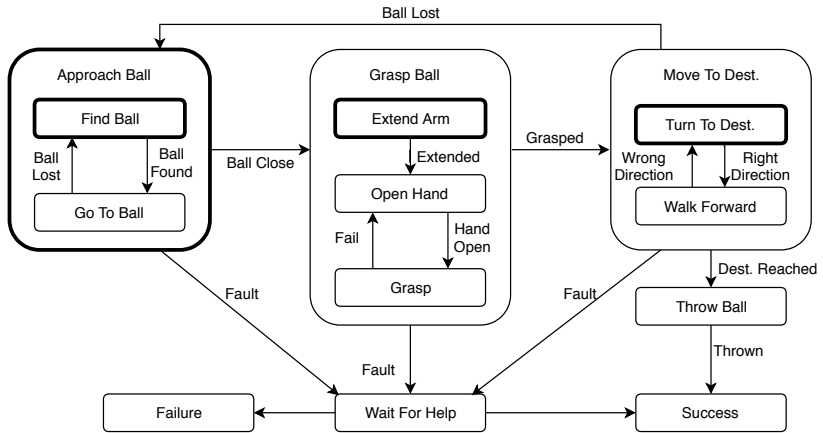 Ball Lost
Approach Ball
Find Ball
Ball
Lost
Ball
Found
Go To Ball
Ball Close
Grasp Ball
Extend Arm
Extended
Open Hand
Fail
Hand
Open
Grasp
Grasped
Move To Dest.
Turn To Dest.
Wrong
Direction
Right
Direction
Walk Forward
Fault
Fault
Fault
Dest. Reached
Throw Ball
Thrown
Failure
Wait For Help
Success